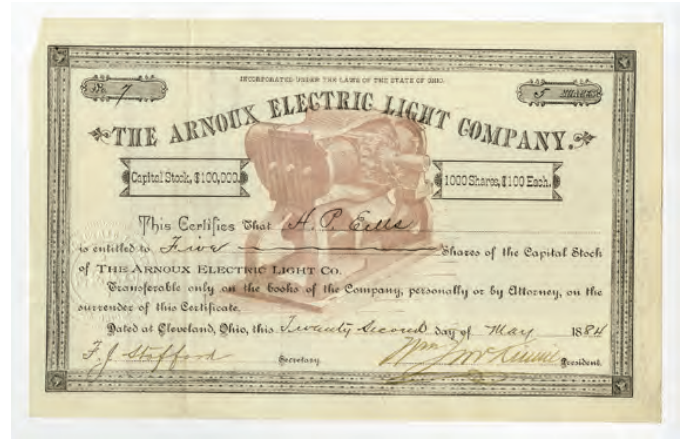 INCORPORATED UNDER THE LAWS OF THE STATE OF OHIO.
No. 7
5 SHARES
THE ARNOUX ELECTRIC LIGHT COMPANY.
Capital Stock, $100,000.
1000 Shares, $100 Each.
This Certifies That H. P. Eells
is entitled to Five Shares of the Capital Stock
of THE ARNOUX ELECTRIC LIGHT CO.
Transferable only on the books of the Company, personally or by Attorney, on the
surrender of this Certificate.
Dated at Cleveland, Ohio, this Twenty Second day of May 1884
F. J. Stafford Secretary. Wm. President.